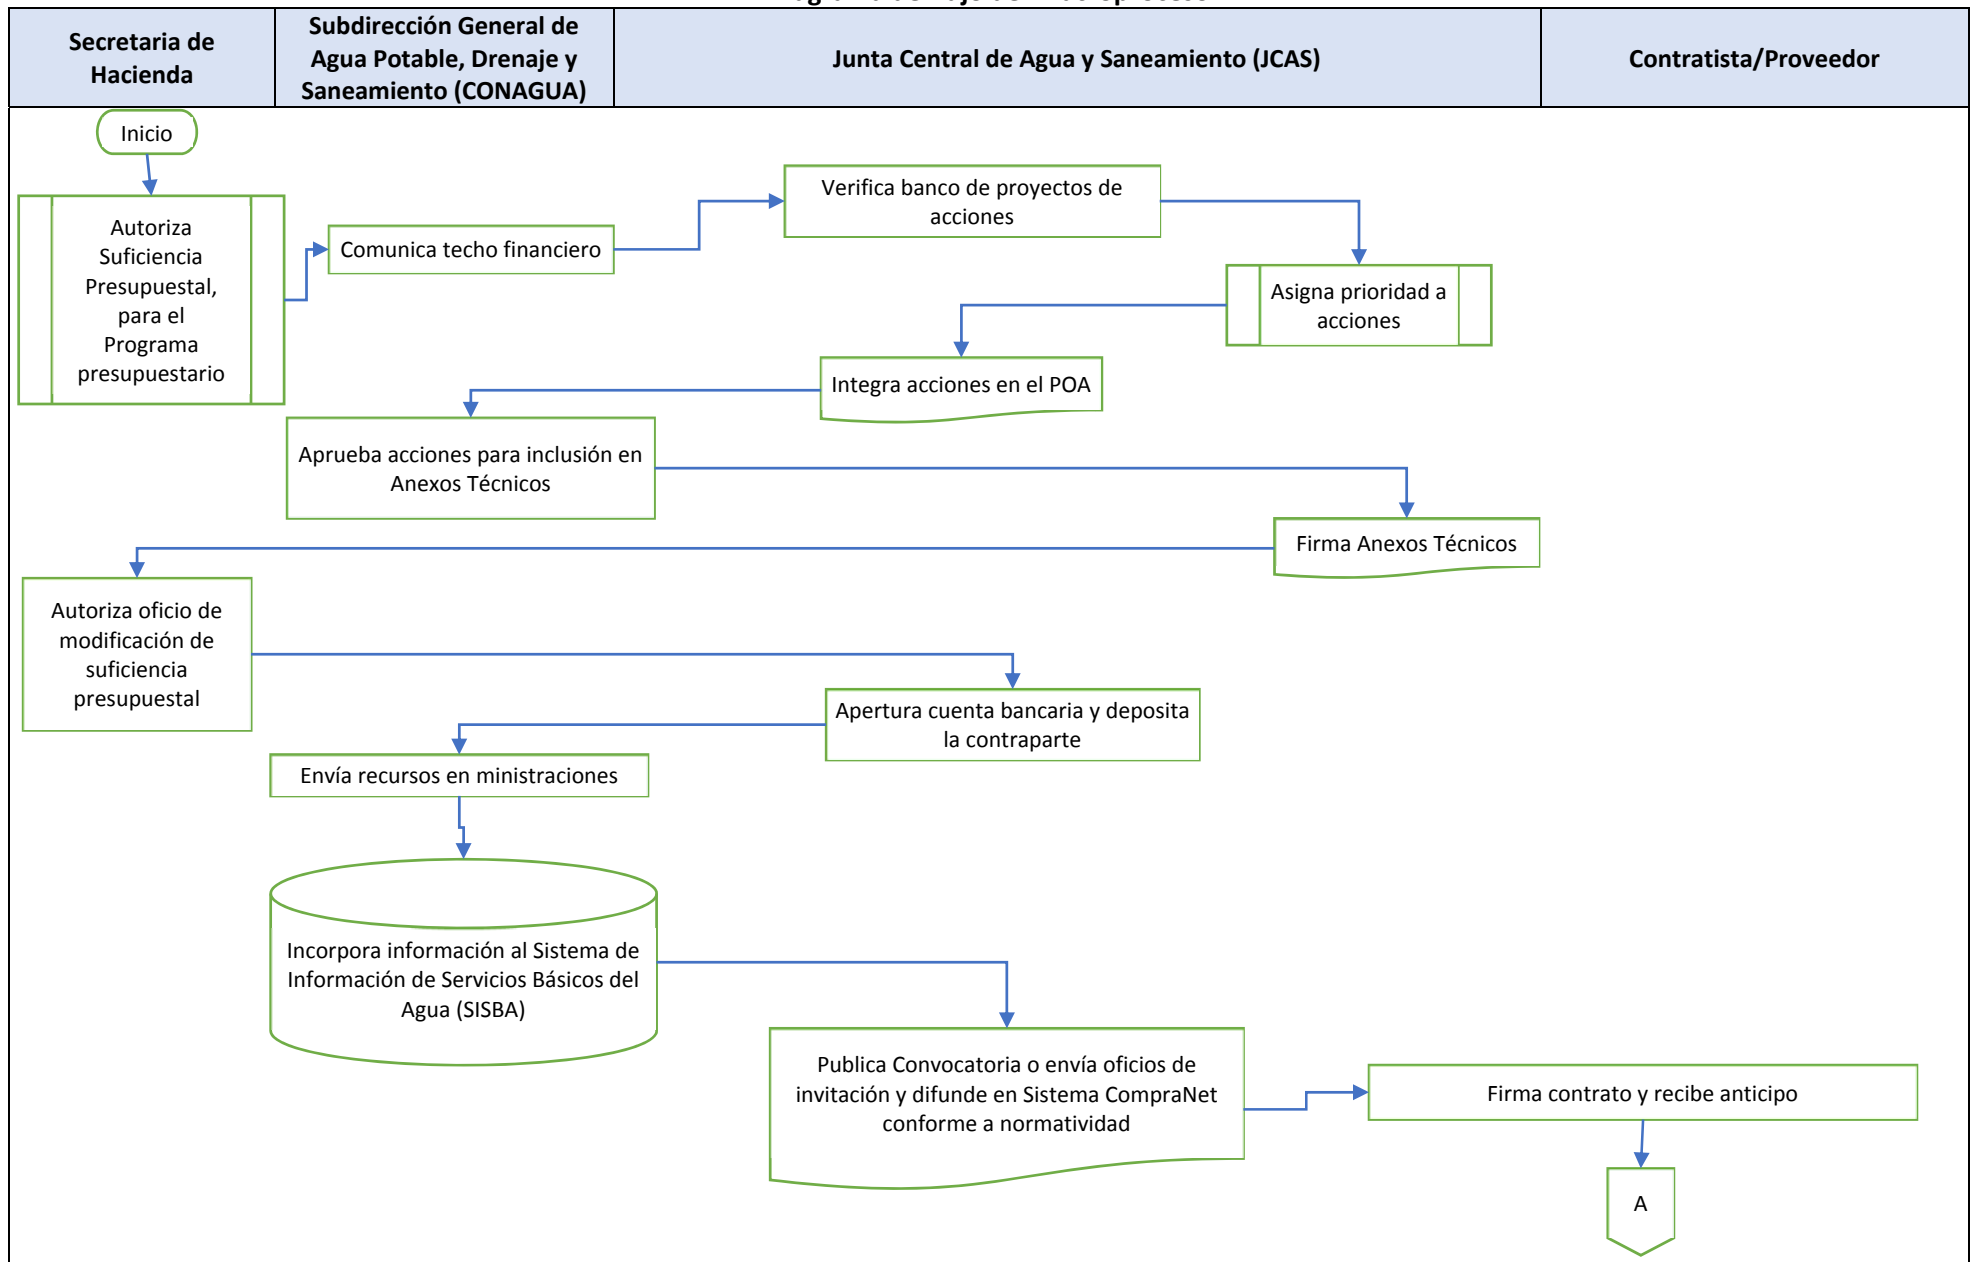 Secretaria de
Hacienda
Subdirección General de
Agua Potable, Drenaje y
Saneamiento (CONAGUA)
Junta Central de Agua y Saneamiento (JCAS)
Contratista/Proveedor
Inicio
Autoriza
Suficiencia
Presupuestal,
para el
Programa
presupuestario
Comunica techo financiero
Verifica banco de proyectos de
acciones
Asigna prioridad a
acciones
Integra acciones en el POA
Aprueba acciones para inclusión en
Anexos Técnicos
Firma Anexos Técnicos
Autoriza oficio de
modificación de
suficiencia
presupuestal
Apertura cuenta bancaria y deposita
la contraparte
Envía recursos en ministraciones
Incorpora información al Sistema de
Información de Servicios Básicos del
Agua (SISBA)
Publica Convocatoria o envía oficios de
invitación y difunde en Sistema CompraNet
conforme a normatividad
Firma contrato y recibe anticipo
A